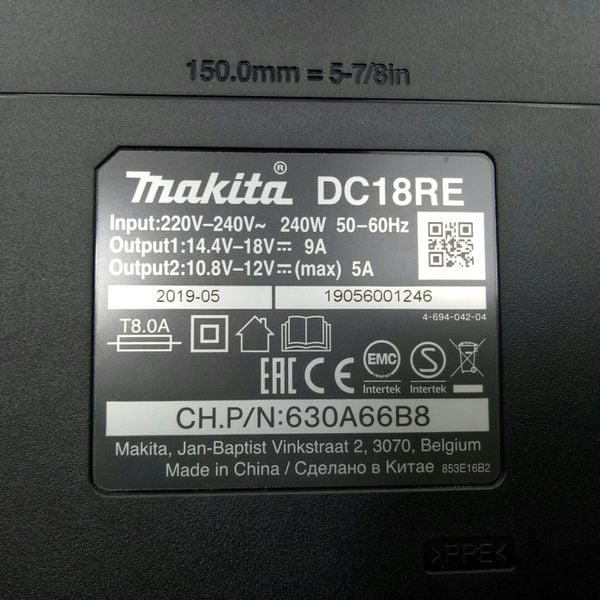 150.0mm = 5-7/8in
makita® DC18RE
Input:220V–240V~ 240W 50–60Hz
Output1:14.4V–18V⎓ 9A
Output2:10.8V–12V⎓(max) 5A
2019-05 19056001246
4-694-042-04
T8.0A
EAC CE EMC Intertek S Intertek
CH.P/N:630A66B8
Makita, Jan-Baptist Vinkstraat 2, 3070, Belgium
Made in China / Сделано в Китае 853E16B2
>PPE<